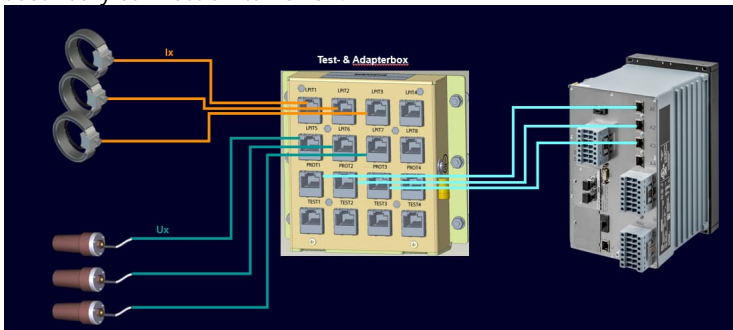 Ix
Test- & Adapterbox
LPIT1 LPIT2 LPIT3 LPIT4
LPIT5 LPIT6 LPIT7 LPIT8
PROT1 PROT2 PROT3 PROT4
TEST1 TEST2 TEST3 TEST4
Ux